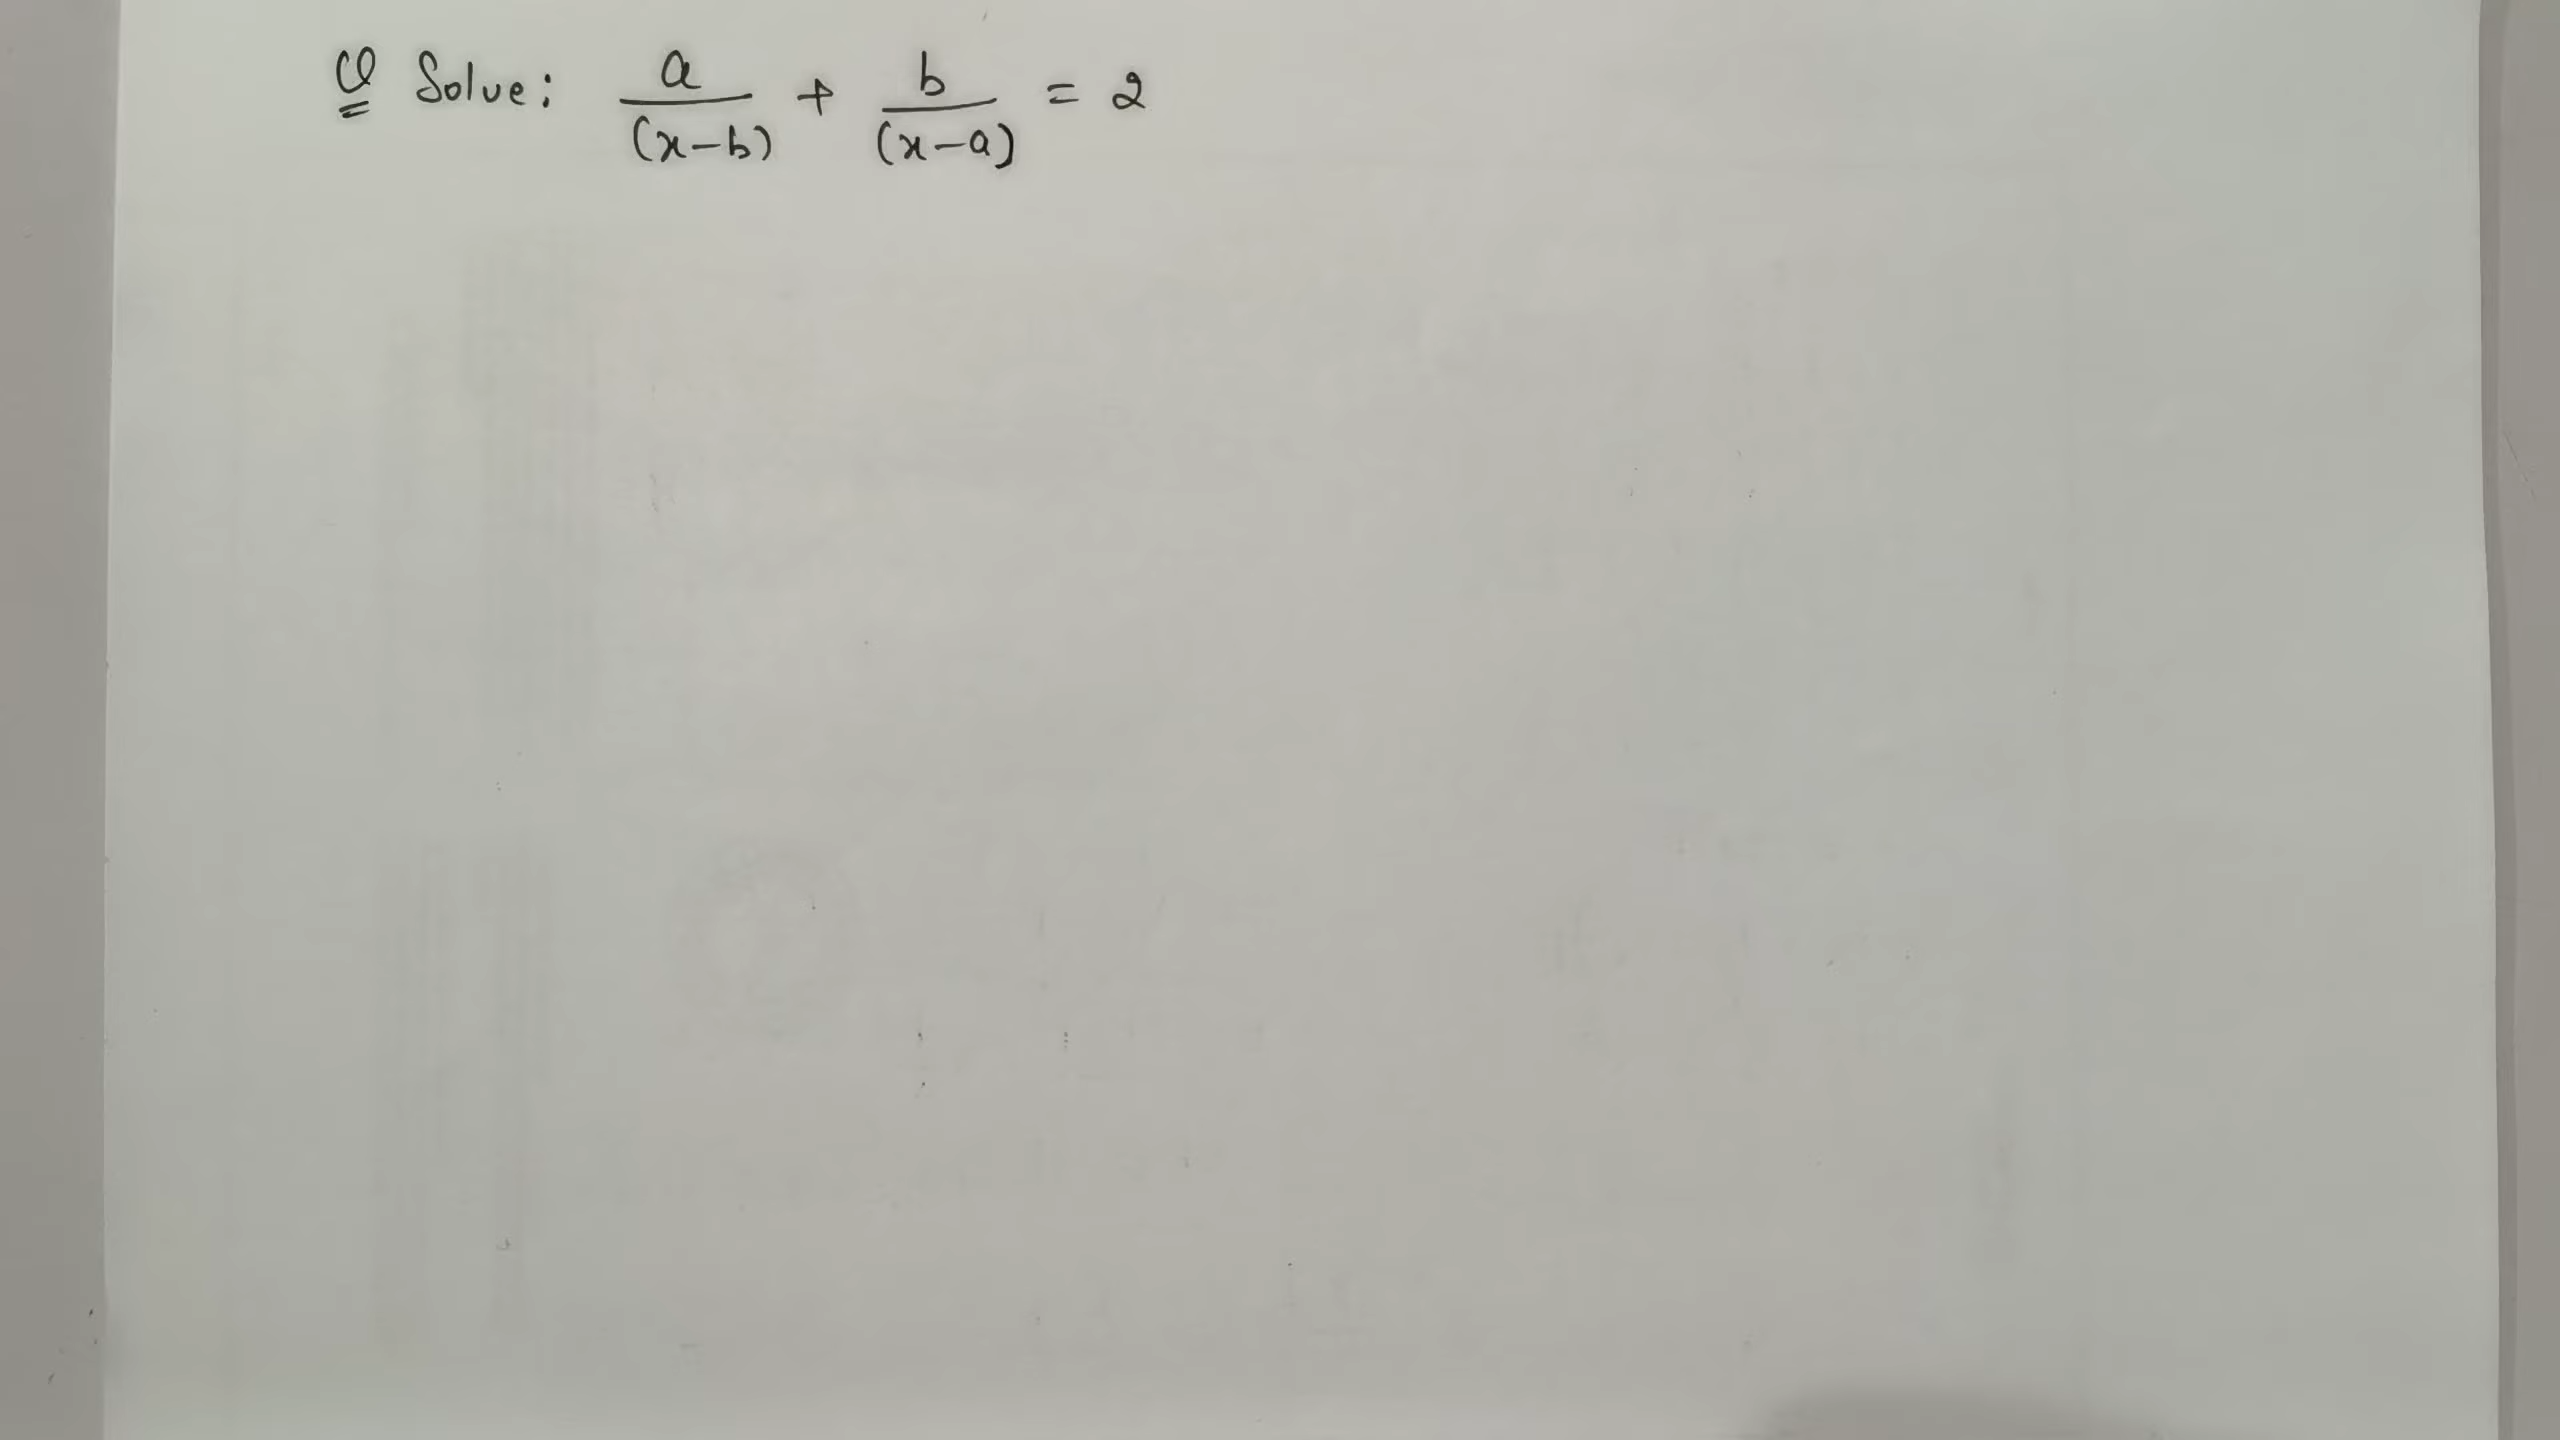 Q Solve: a/(x-b) + b/(x-a) = 2